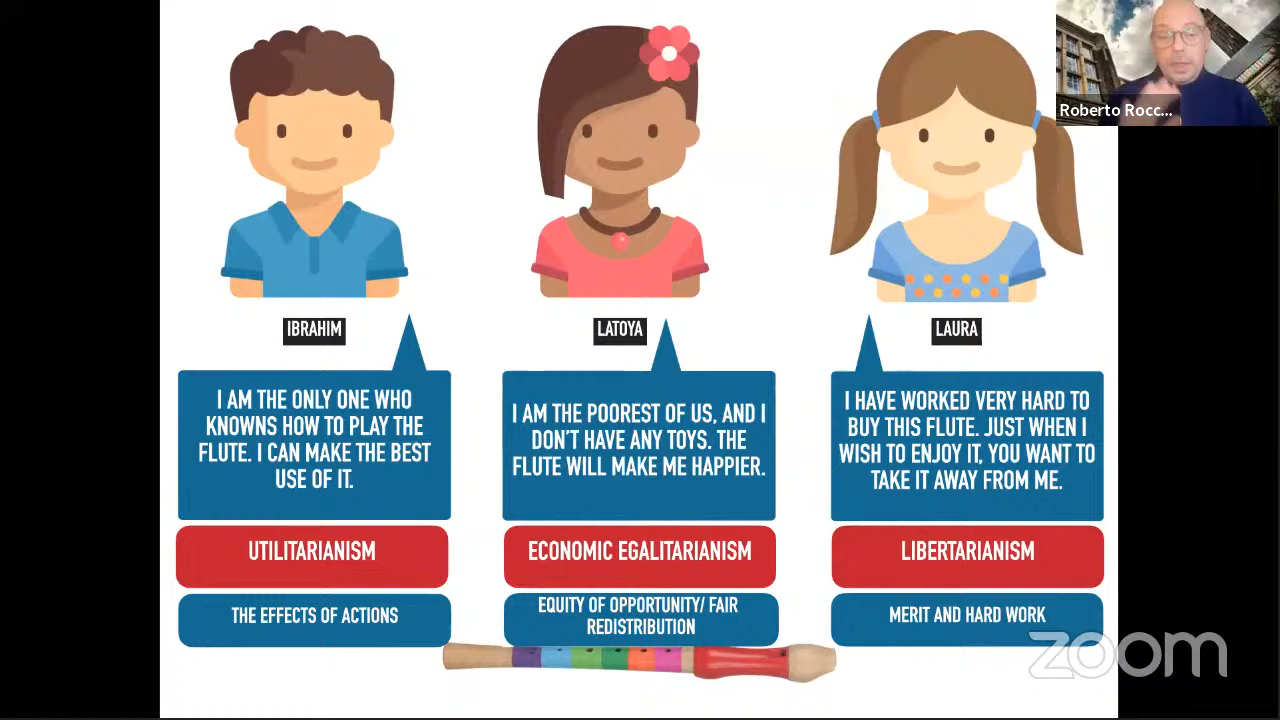 Roberto Rocc...
IBRAHIM
LATOYA
LAURA
I AM THE ONLY ONE WHO
KNOWNS HOW TO PLAY THE
FLUTE. I CAN MAKE THE BEST
USE OF IT.
I AM THE POOREST OF US, AND I
DON'T HAVE ANY TOYS. THE
FLUTE WILL MAKE ME HAPPIER.
I HAVE WORKED VERY HARD TO
BUY THIS FLUTE. JUST WHEN I
WISH TO ENJOY IT, YOU WANT TO
TAKE IT AWAY FROM ME.
UTILITARIANISM
ECONOMIC EGALITARIANISM
LIBERTARIANISM
THE EFFECTS OF ACTIONS
EQUITY OF OPPORTUNITY/ FAIR
REDISTRIBUTION
MERIT AND HARD WORK
zoom